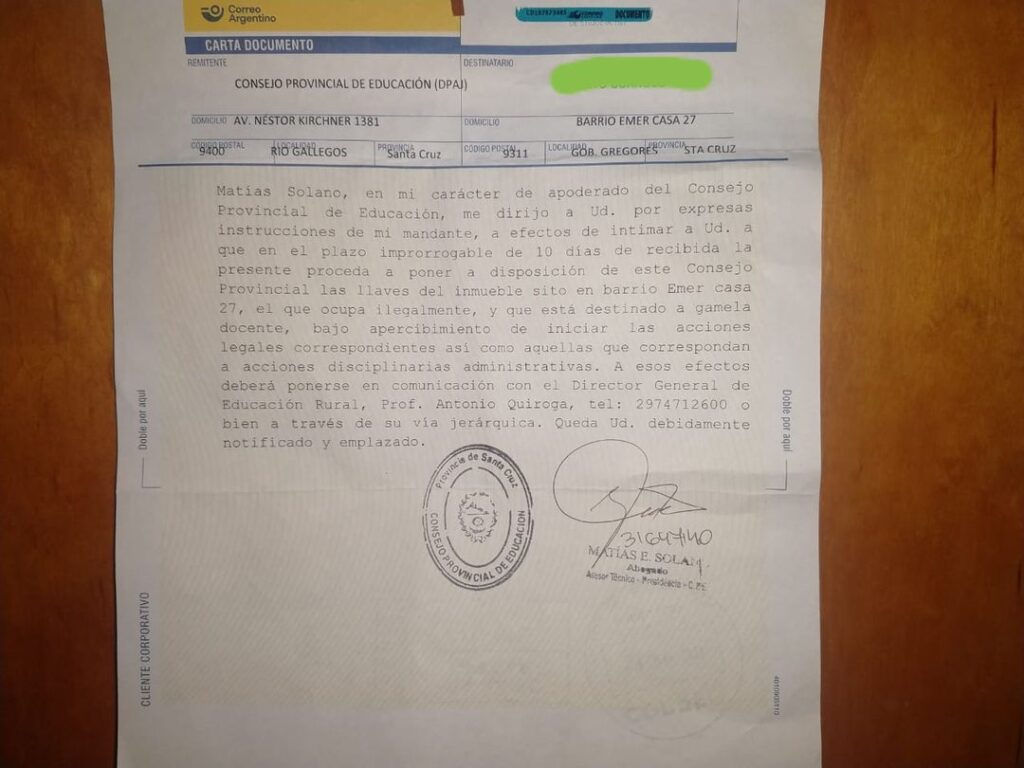 Correo
Argentino
DOCUMENTO
CARTA DOCUMENTO
REMITENTE
DESTINATARIO
CONSEJO PROVINCIAL DE EDUCACIÓN (DPAJ)
DOMICILIO AV. NÉSTOR KIRCHNER 1381
DOMICILIO BARRIO EMER CASA 27
CÓDIGO POSTAL LOCALIDAD PROVINCIA CÓDIGO POSTAL LOCALIDAD PROVINCIA
9400 RIO GALLEGOS Santa Cruz 9311 GOB. GREGORES STA CRUZ
Matías Solano, en mi carácter de apoderado del Consejo
Provincial de Educación, me dirijo a Ud. por expresas
instrucciones de mi mandante, a efectos de intimar a Ud. a
que en el plazo improrrogable de 10 días de recibida la
presente proceda a poner a disposición de este Consejo
Provincial las llaves del inmueble sito en barrio Emer casa
27, el que ocupa ilegalmente, y que está destinado a gamela
docente, bajo apercibimiento de iniciar las acciones
legales correspondientes así como aquellas que correspondan
a acciones disciplinarias administrativas. A esos efectos
deberá ponerse en comunicación con el Director General de
Educación Rural, Prof. Antonio Quiroga, tel: 2974712600 o
bien a través de su vía jerárquica. Queda Ud. debidamente
notificado y emplazado.
Doble por aquí
Doble por aquí
Provincia de Santa Cruz
CONSEJO PROVINCIAL DE EDUCACION
MATÍAS E. SOLAN
Abogado
Asesor Técnico - Presidencia - C.P.E.
CLIENTE CORPORATIVO